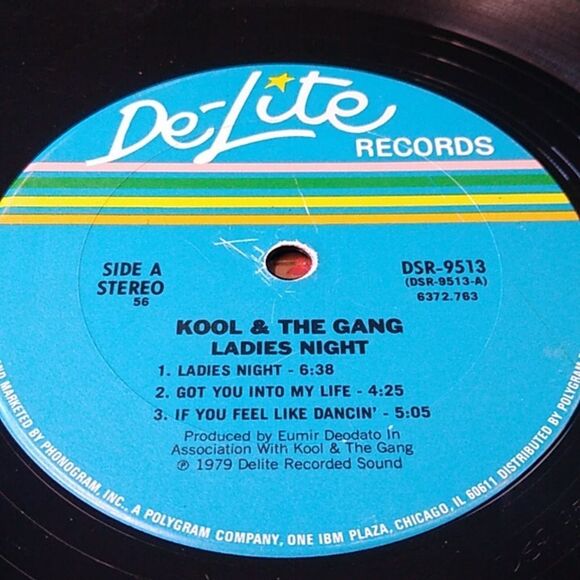 De-Lite
RECORDS
SIDE A
STEREO
56
DSR-9513
(DSR-9513-A)
6372.763
KOOL & THE GANG
LADIES NIGHT
1. LADIES NIGHT - 6:38
2. GOT YOU INTO MY LIFE - 4:25
3. IF YOU FEEL LIKE DANCIN' - 5:05
Produced by Eumir Deodato In
Association With Kool & The Gang
℗ 1979 Delite Recorded Sound
AND MARKETED BY PHONOGRAM, INC., A POLYGRAM COMPANY, ONE IBM PLAZA, CHICAGO, IL 60611 DISTRIBUTED BY POLYGRAM